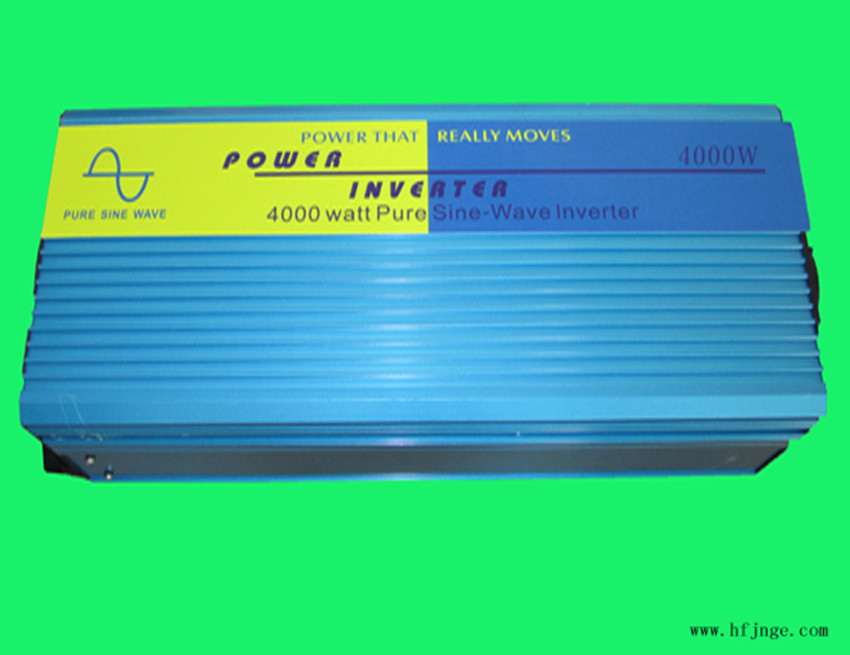 POWER THAT REALLY MOVES
POWER
4000W
INVERTER
PURE SINE WAVE
4000 watt Pure Sine-Wave Inverter
www.hfjnge.com